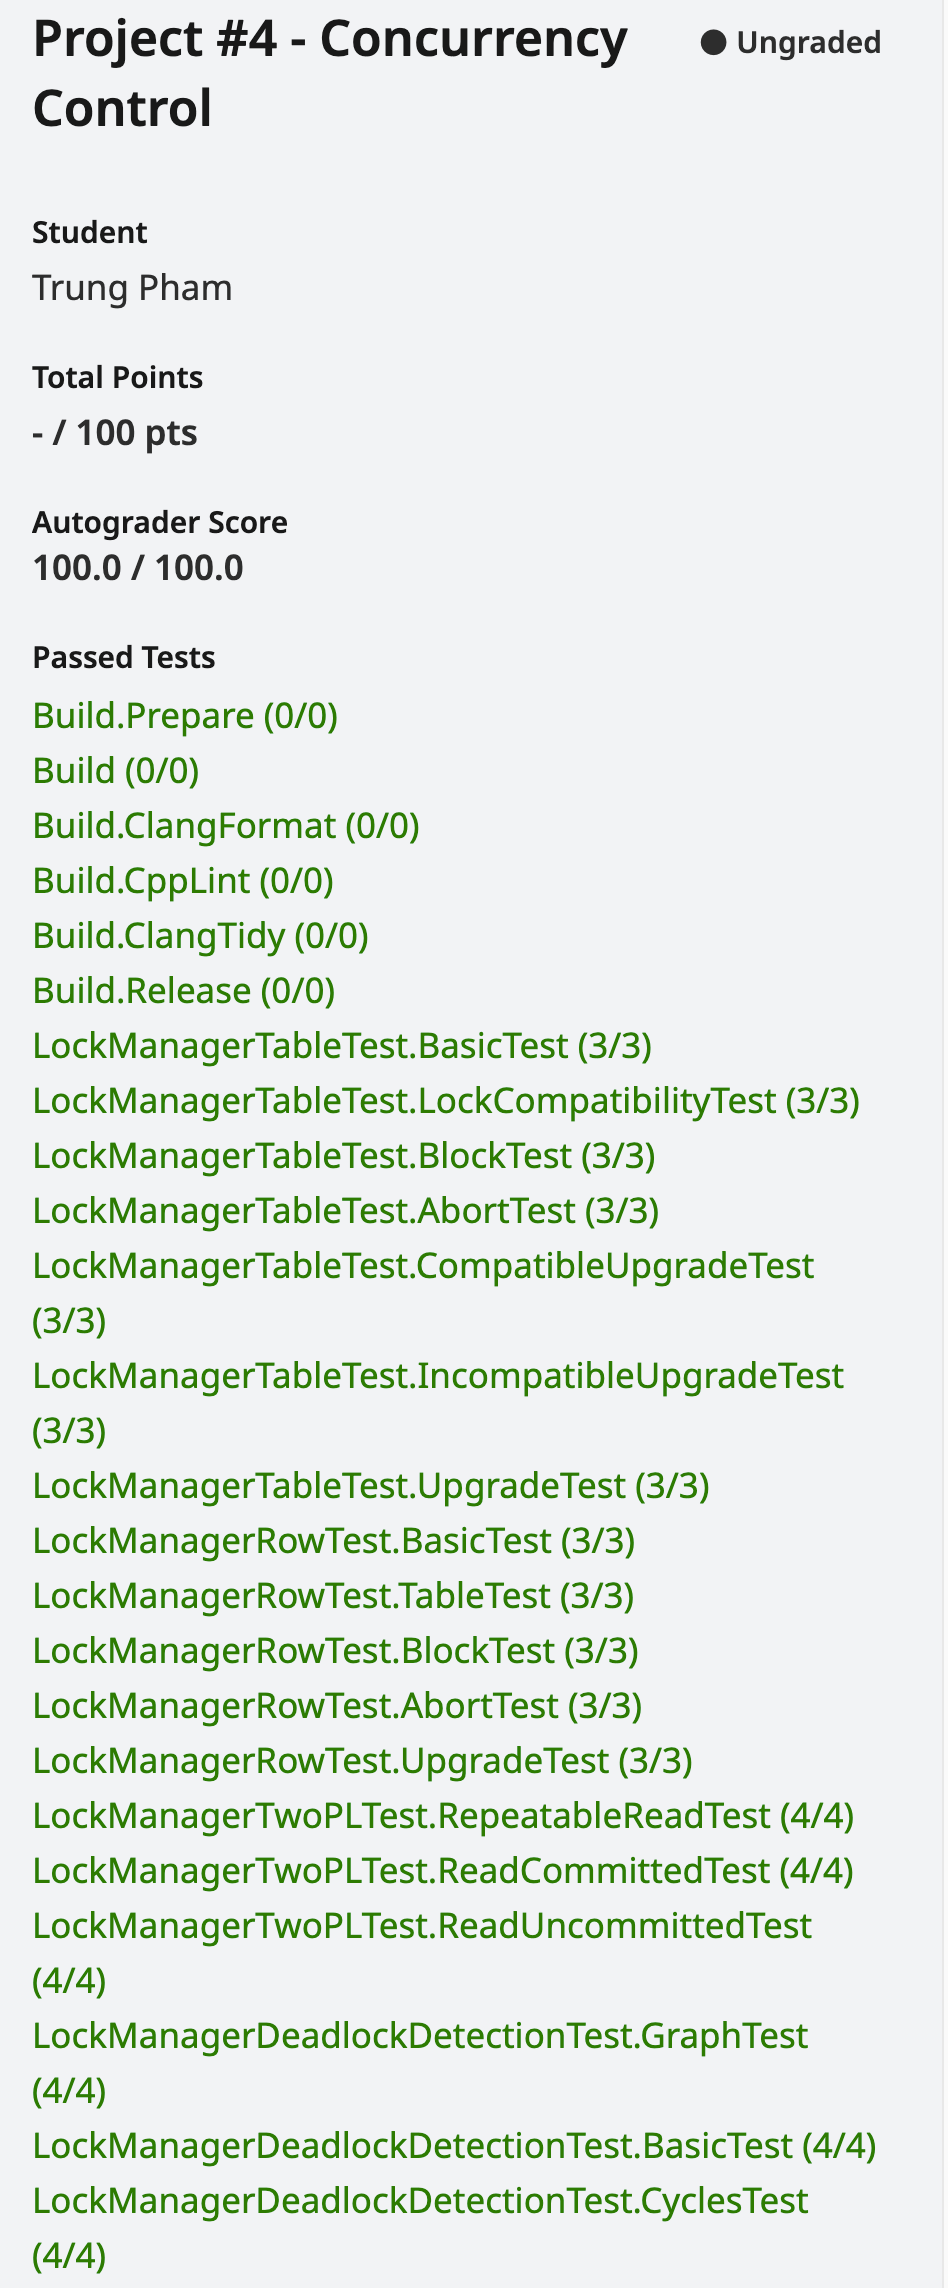 Project #4 - Concurrency
Control
Ungraded
Student
Trung Pham
Total Points
- / 100 pts
Autograder Score
100.0 / 100.0
Passed Tests
Build.Prepare (0/0)
Build (0/0)
Build.ClangFormat (0/0)
Build.CppLint (0/0)
Build.ClangTidy (0/0)
Build.Release (0/0)
LockManagerTableTest.BasicTest (3/3)
LockManagerTableTest.LockCompatibilityTest (3/3)
LockManagerTableTest.BlockTest (3/3)
LockManagerTableTest.AbortTest (3/3)
LockManagerTableTest.CompatibleUpgradeTest
(3/3)
LockManagerTableTest.IncompatibleUpgradeTest
(3/3)
LockManagerTableTest.UpgradeTest (3/3)
LockManagerRowTest.BasicTest (3/3)
LockManagerRowTest.TableTest (3/3)
LockManagerRowTest.BlockTest (3/3)
LockManagerRowTest.AbortTest (3/3)
LockManagerRowTest.UpgradeTest (3/3)
LockManagerTwoPLTest.RepeatableReadTest (4/4)
LockManagerTwoPLTest.ReadCommittedTest (4/4)
LockManagerTwoPLTest.ReadUncommittedTest
(4/4)
LockManagerDeadlockDetectionTest.GraphTest
(4/4)
LockManagerDeadlockDetectionTest.BasicTest (4/4)
LockManagerDeadlockDetectionTest.CyclesTest
(4/4)